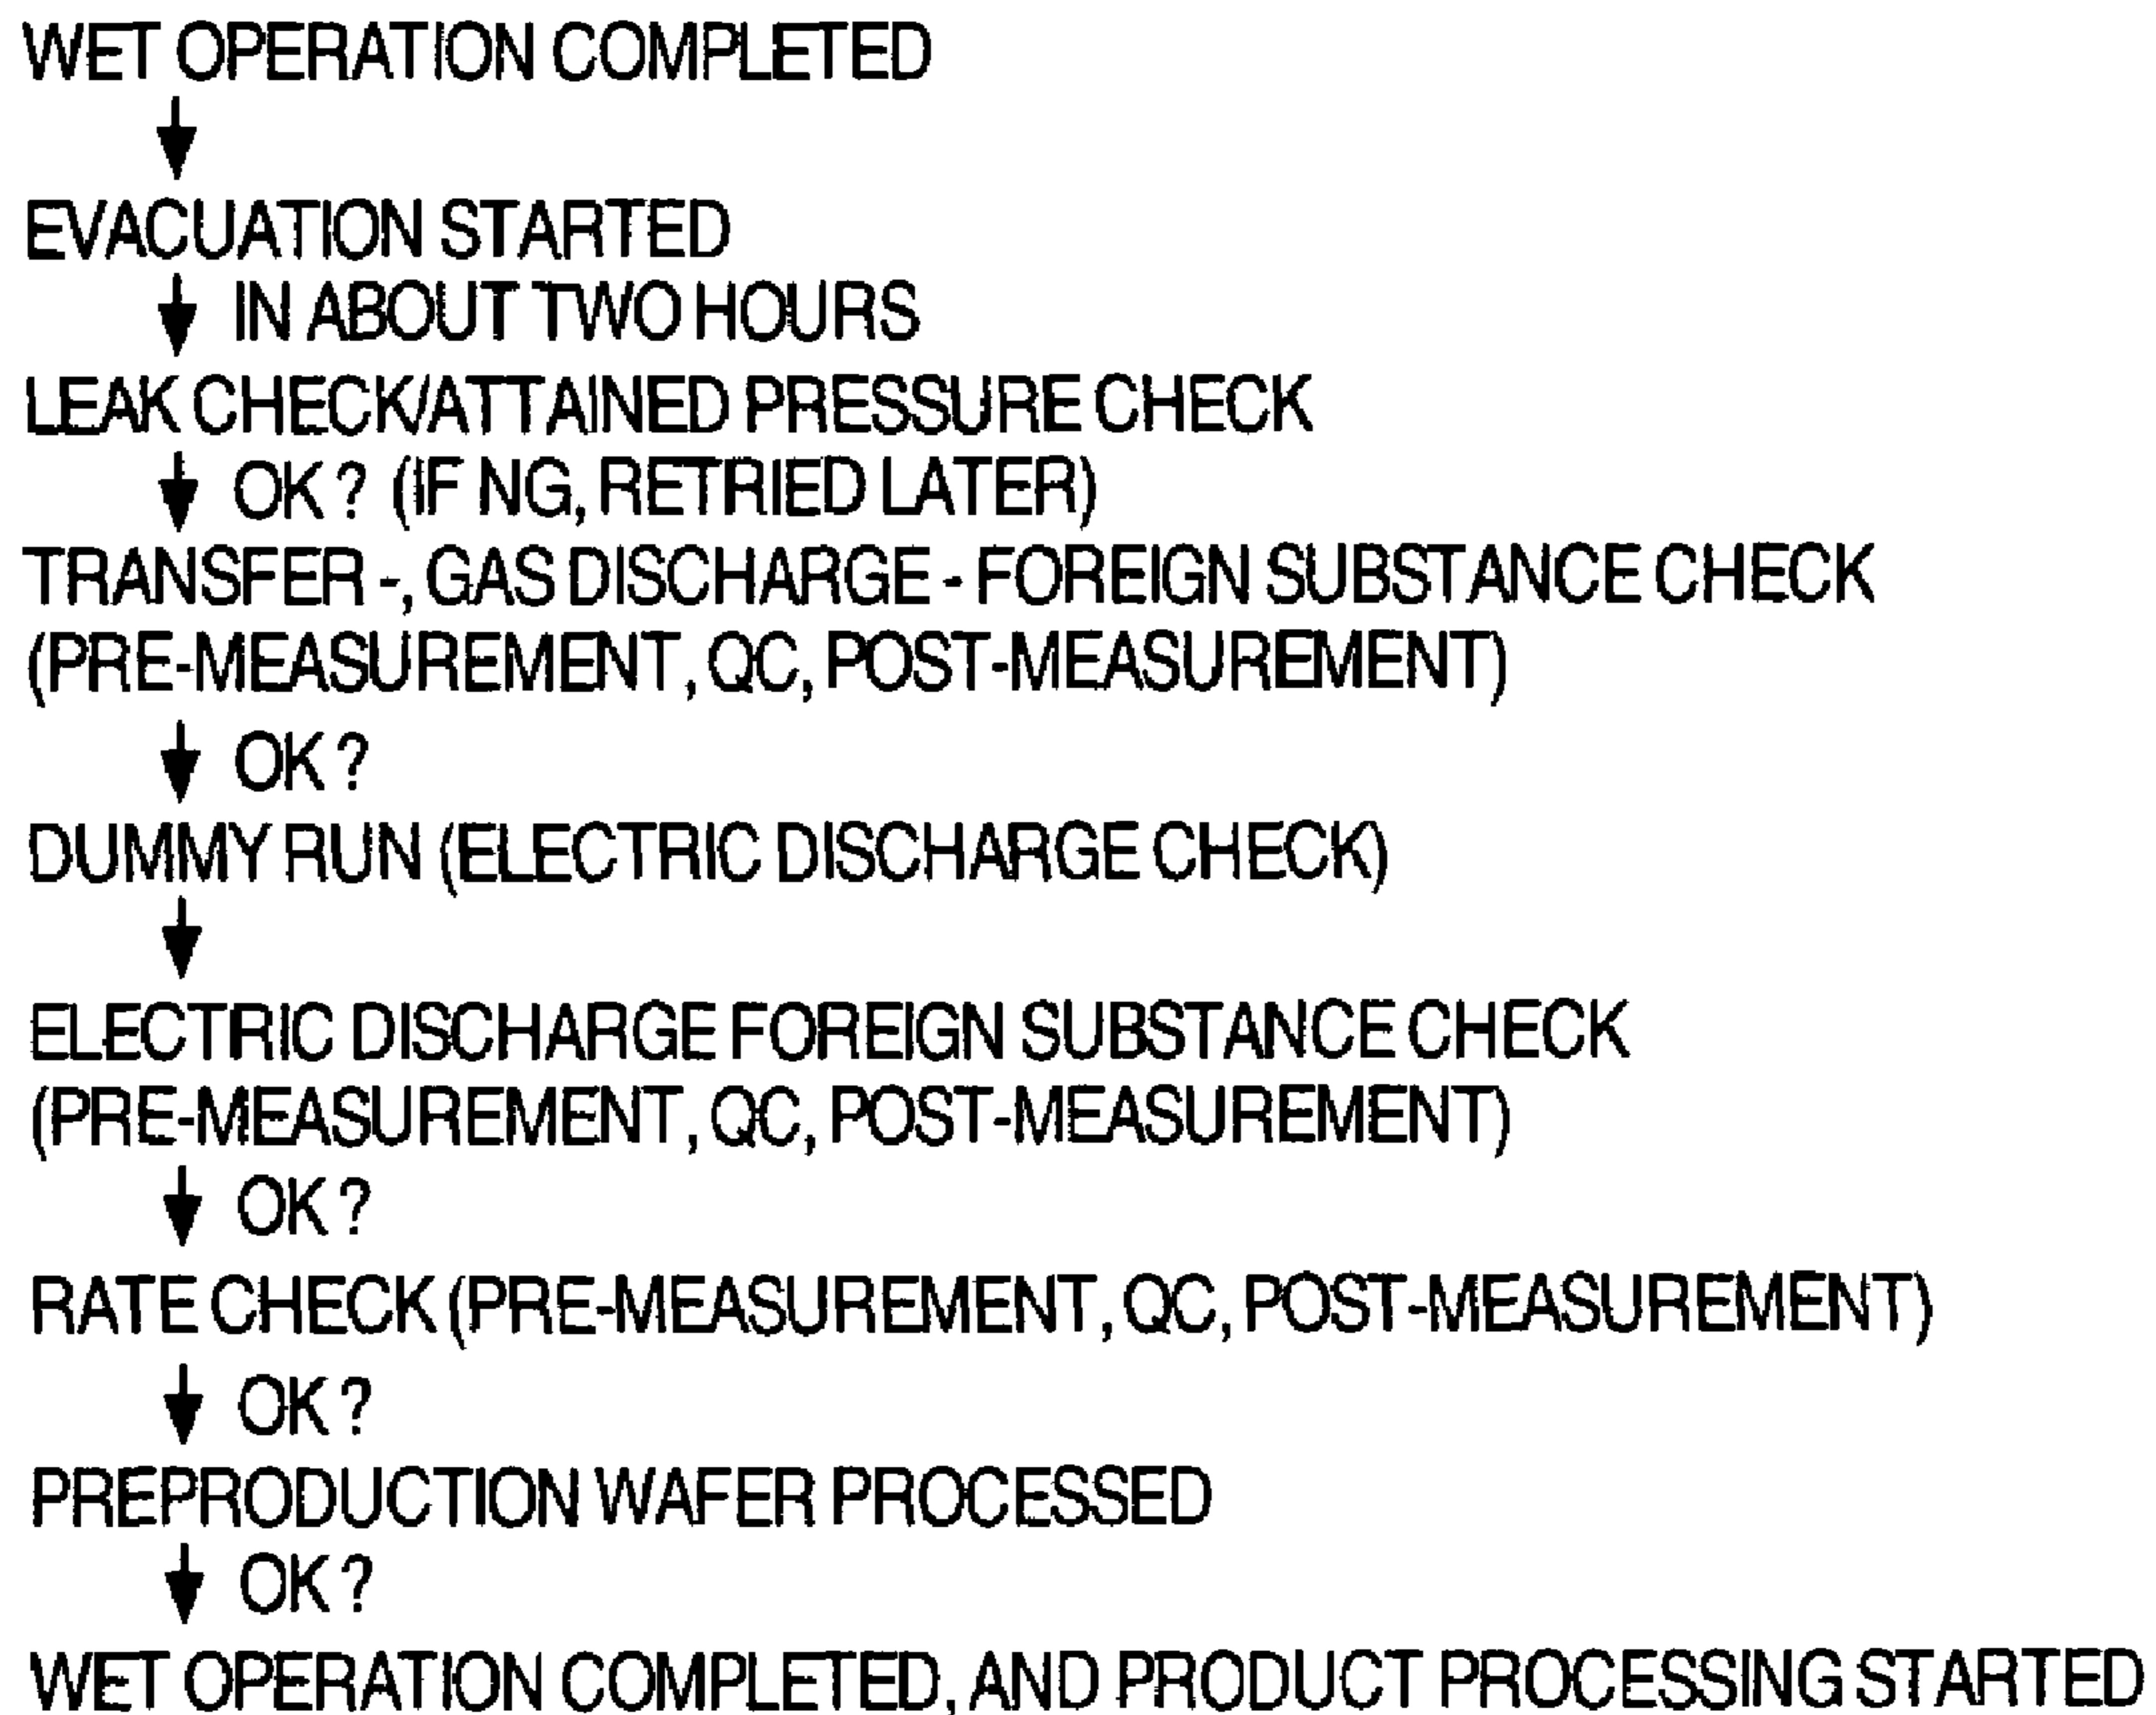 WET OPERATION COMPLETED
EVACUATION STARTED
IN ABOUT TWO HOURS
LEAK CHECK/ATTAINED PRESSURE CHECK
OK? (IF NG, RETRIED LATER)
TRANSFER -, GAS DISCHARGE - FOREIGN SUBSTANCE CHECK
(PRE-MEASUREMENT, QC, POST-MEASUREMENT)
OK?
DUMMY RUN (ELECTRIC DISCHARGE CHECK)
ELECTRIC DISCHARGE FOREIGN SUBSTANCE CHECK
(PRE-MEASUREMENT, QC, POST-MEASUREMENT)
OK?
RATE CHECK (PRE-MEASUREMENT, QC, POST-MEASUREMENT)
OK?
PREPRODUCTION WAFER PROCESSED
OK?
WET OPERATION COMPLETED, AND PRODUCT PROCESSING STARTED